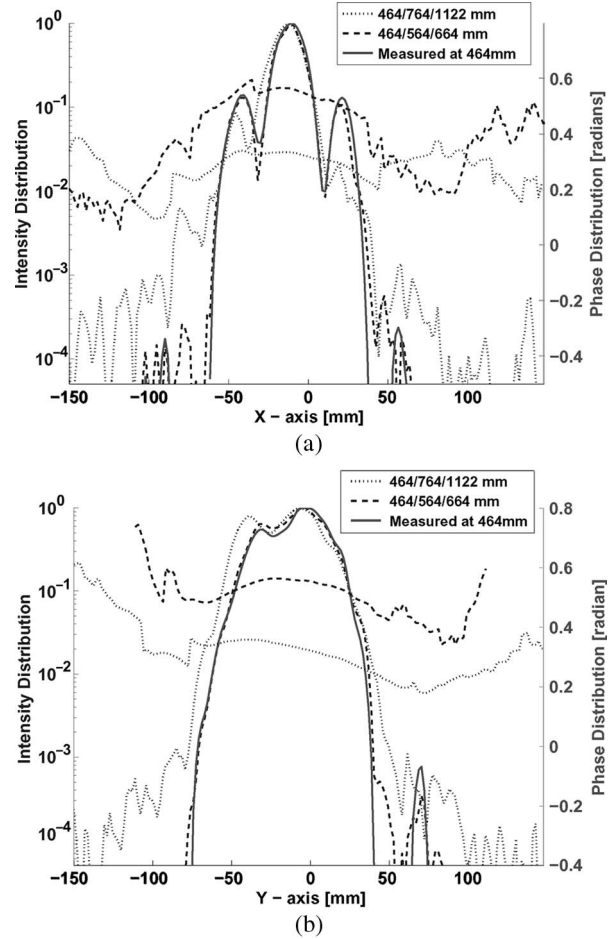 464/764/1122 mm
464/564/664 mm
Measured at 464mm
Intensity Distribution
10^0
10^-1
10^-2
10^-3
10^-4
Phase Distribution [radians]
0.6
0.4
0.2
0
−0.2
−0.4
−150 −100 −50 0 50 100
X − axis [mm]
(a)
464/764/1122 mm
464/564/664 mm
Measured at 464mm
Intensity Distribution
10^0
10^-1
10^-2
10^-3
10^-4
Phase Distribution [radian]
0.8
0.6
0.4
0.2
0
−0.2
−0.4
−150 −100 −50 0 50 100
Y − axis [mm]
(b)